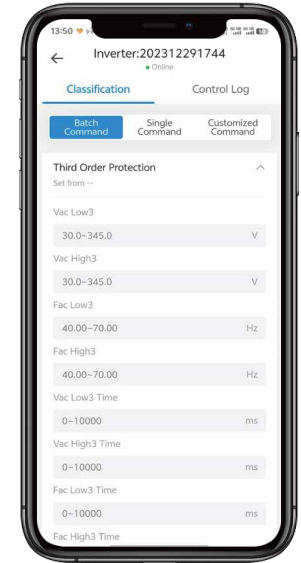 13:50
Inverter:202312291744
Online
Classification
Control Log
Batch Command
Single Command
Customized Command
Third Order Protection
Set from --
Vac Low3
30.0~345.0 V
Vac High3
30.0~345.0 V
Fac Low3
40.00~70.00 Hz
Fac High3
40.00~70.00 Hz
Vac Low3 Time
0~10000 ms
Vac High3 Time
0~10000 ms
Fac Low3 Time
0~10000 ms
Fac High3 Time